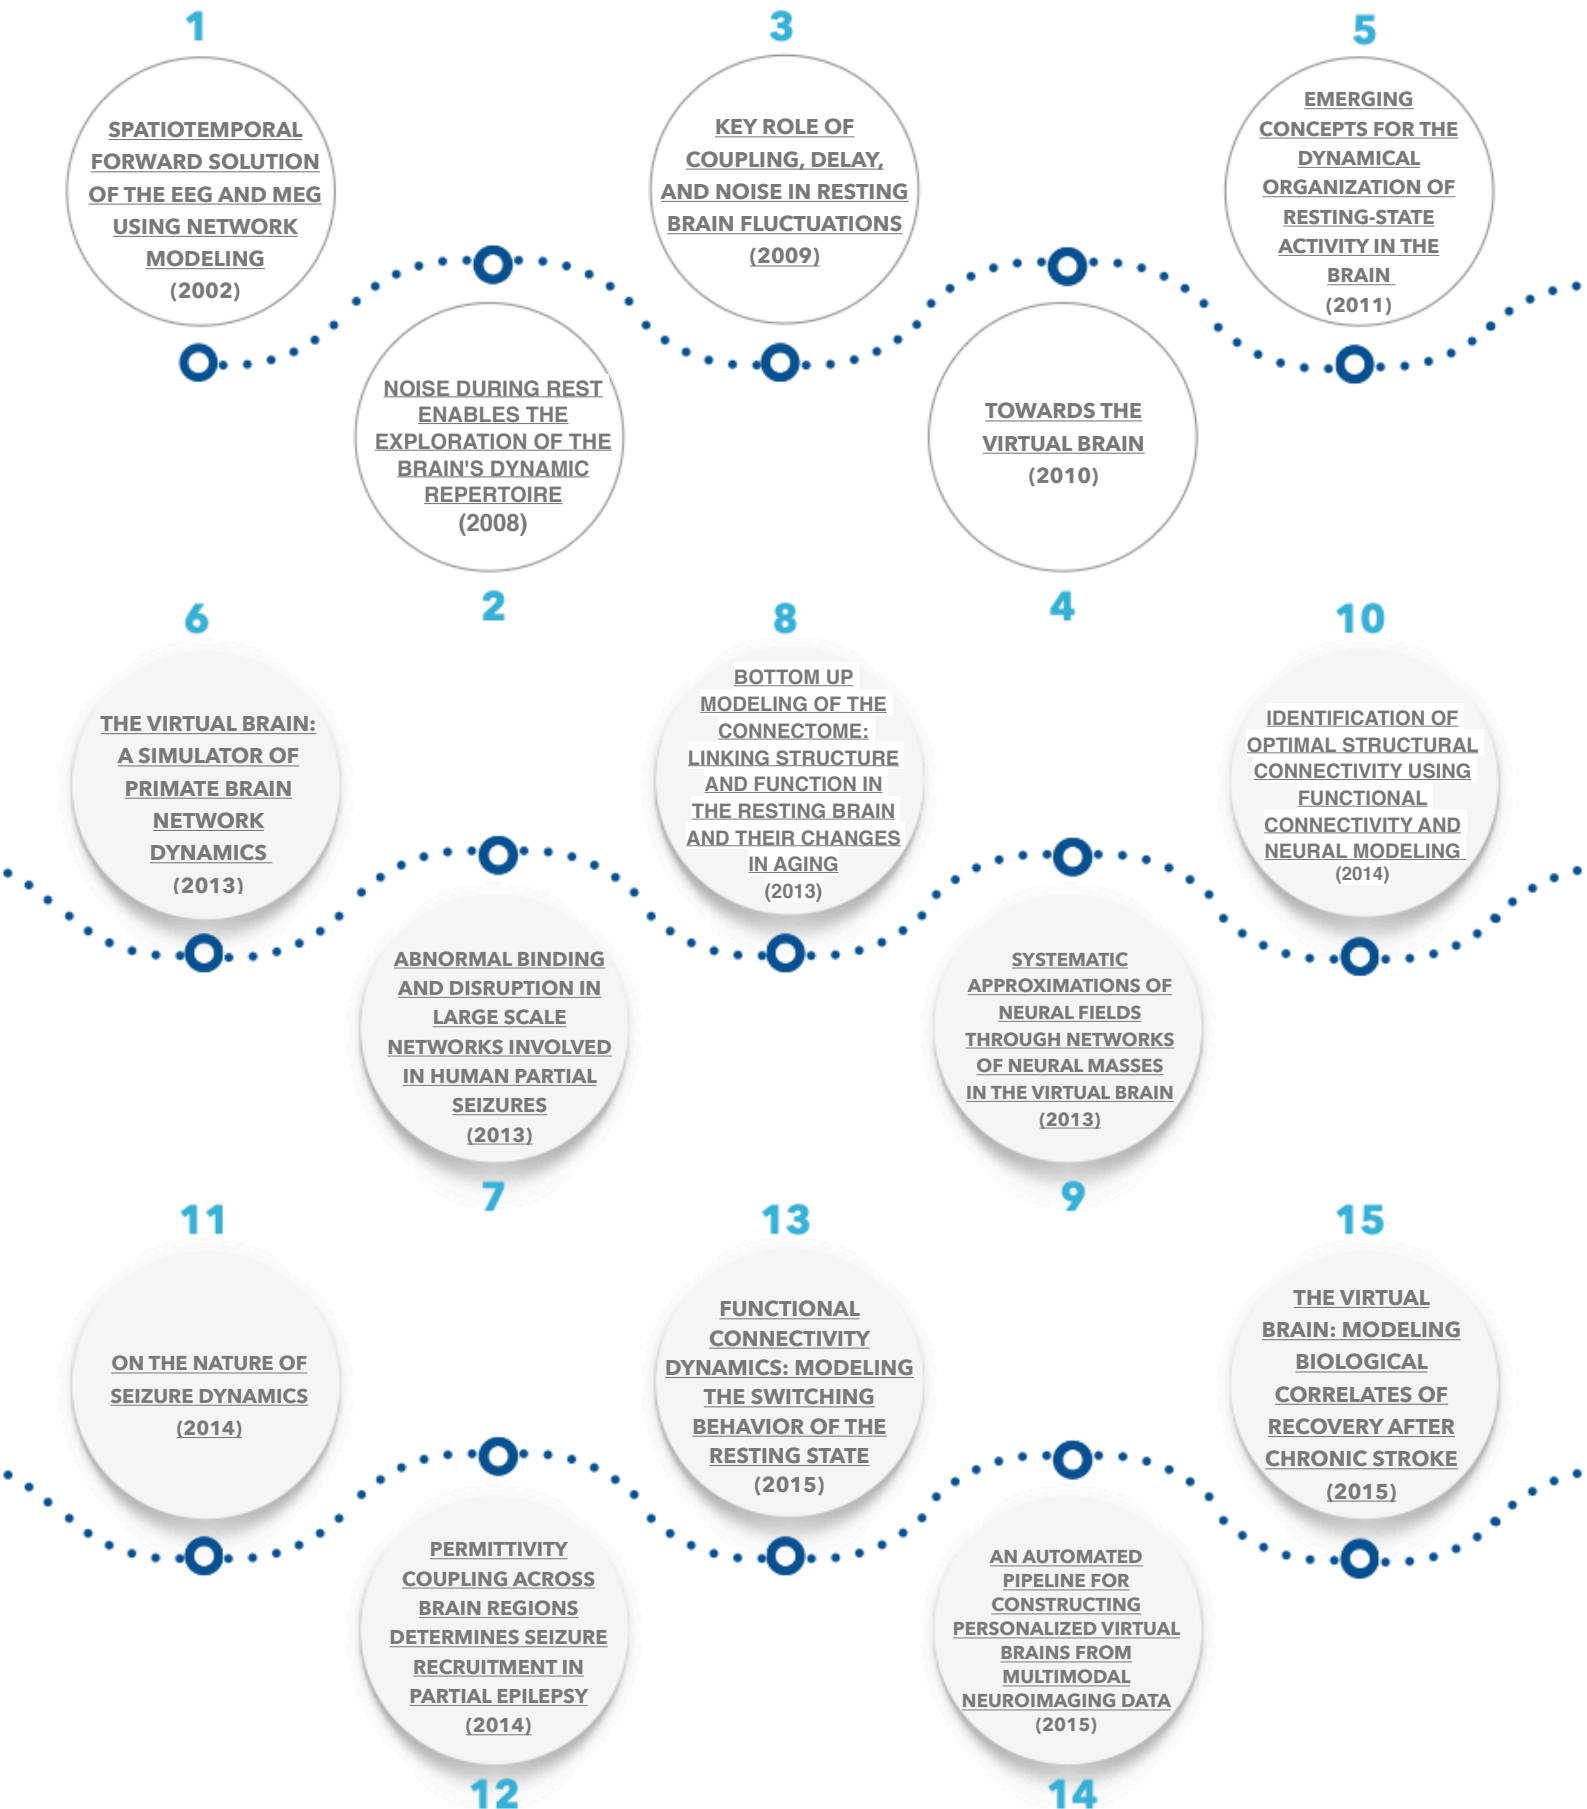 1
SPATIOTEMPORAL
FORWARD SOLUTION
OF THE EEG AND MEG
USING NETWORK
MODELING
(2002)
NOISE DURING REST
ENABLES THE
EXPLORATION OF THE
BRAIN'S DYNAMIC
REPERTOIRE
(2008)
2
3
KEY ROLE OF
COUPLING, DELAY,
AND NOISE IN RESTING
BRAIN FLUCTUATIONS
(2009)
TOWARDS THE
VIRTUAL BRAIN
(2010)
4
5
EMERGING
CONCEPTS FOR THE
DYNAMICAL
ORGANIZATION OF
RESTING-STATE
ACTIVITY IN THE
BRAIN
(2011)
6
THE VIRTUAL BRAIN:
A SIMULATOR OF
PRIMATE BRAIN
NETWORK
DYNAMICS
(2013)
ABNORMAL BINDING
AND DISRUPTION IN
LARGE SCALE
NETWORKS INVOLVED
IN HUMAN PARTIAL
SEIZURES
(2013)
7
8
BOTTOM UP
MODELING OF THE
CONNECTOME:
LINKING STRUCTURE
AND FUNCTION IN
THE RESTING BRAIN
AND THEIR CHANGES
IN AGING
(2013)
SYSTEMATIC
APPROXIMATIONS OF
NEURAL FIELDS
THROUGH NETWORKS
OF NEURAL MASSES
IN THE VIRTUAL BRAIN
(2013)
9
10
IDENTIFICATION OF
OPTIMAL STRUCTURAL
CONNECTIVITY USING
FUNCTIONAL
CONNECTIVITY AND
NEURAL MODELING
(2014)
11
ON THE NATURE OF
SEIZURE DYNAMICS
(2014)
PERMITTIVITY
COUPLING ACROSS
BRAIN REGIONS
DETERMINES SEIZURE
RECRUITMENT IN
PARTIAL EPILEPSY
(2014)
12
13
FUNCTIONAL
CONNECTIVITY
DYNAMICS: MODELING
THE SWITCHING
BEHAVIOR OF THE
RESTING STATE
(2015)
AN AUTOMATED
PIPELINE FOR
CONSTRUCTING
PERSONALIZED VIRTUAL
BRAINS FROM
MULTIMODAL
NEUROIMAGING DATA
(2015)
14
15
THE VIRTUAL
BRAIN: MODELING
BIOLOGICAL
CORRELATES OF
RECOVERY AFTER
CHRONIC STROKE
(2015)